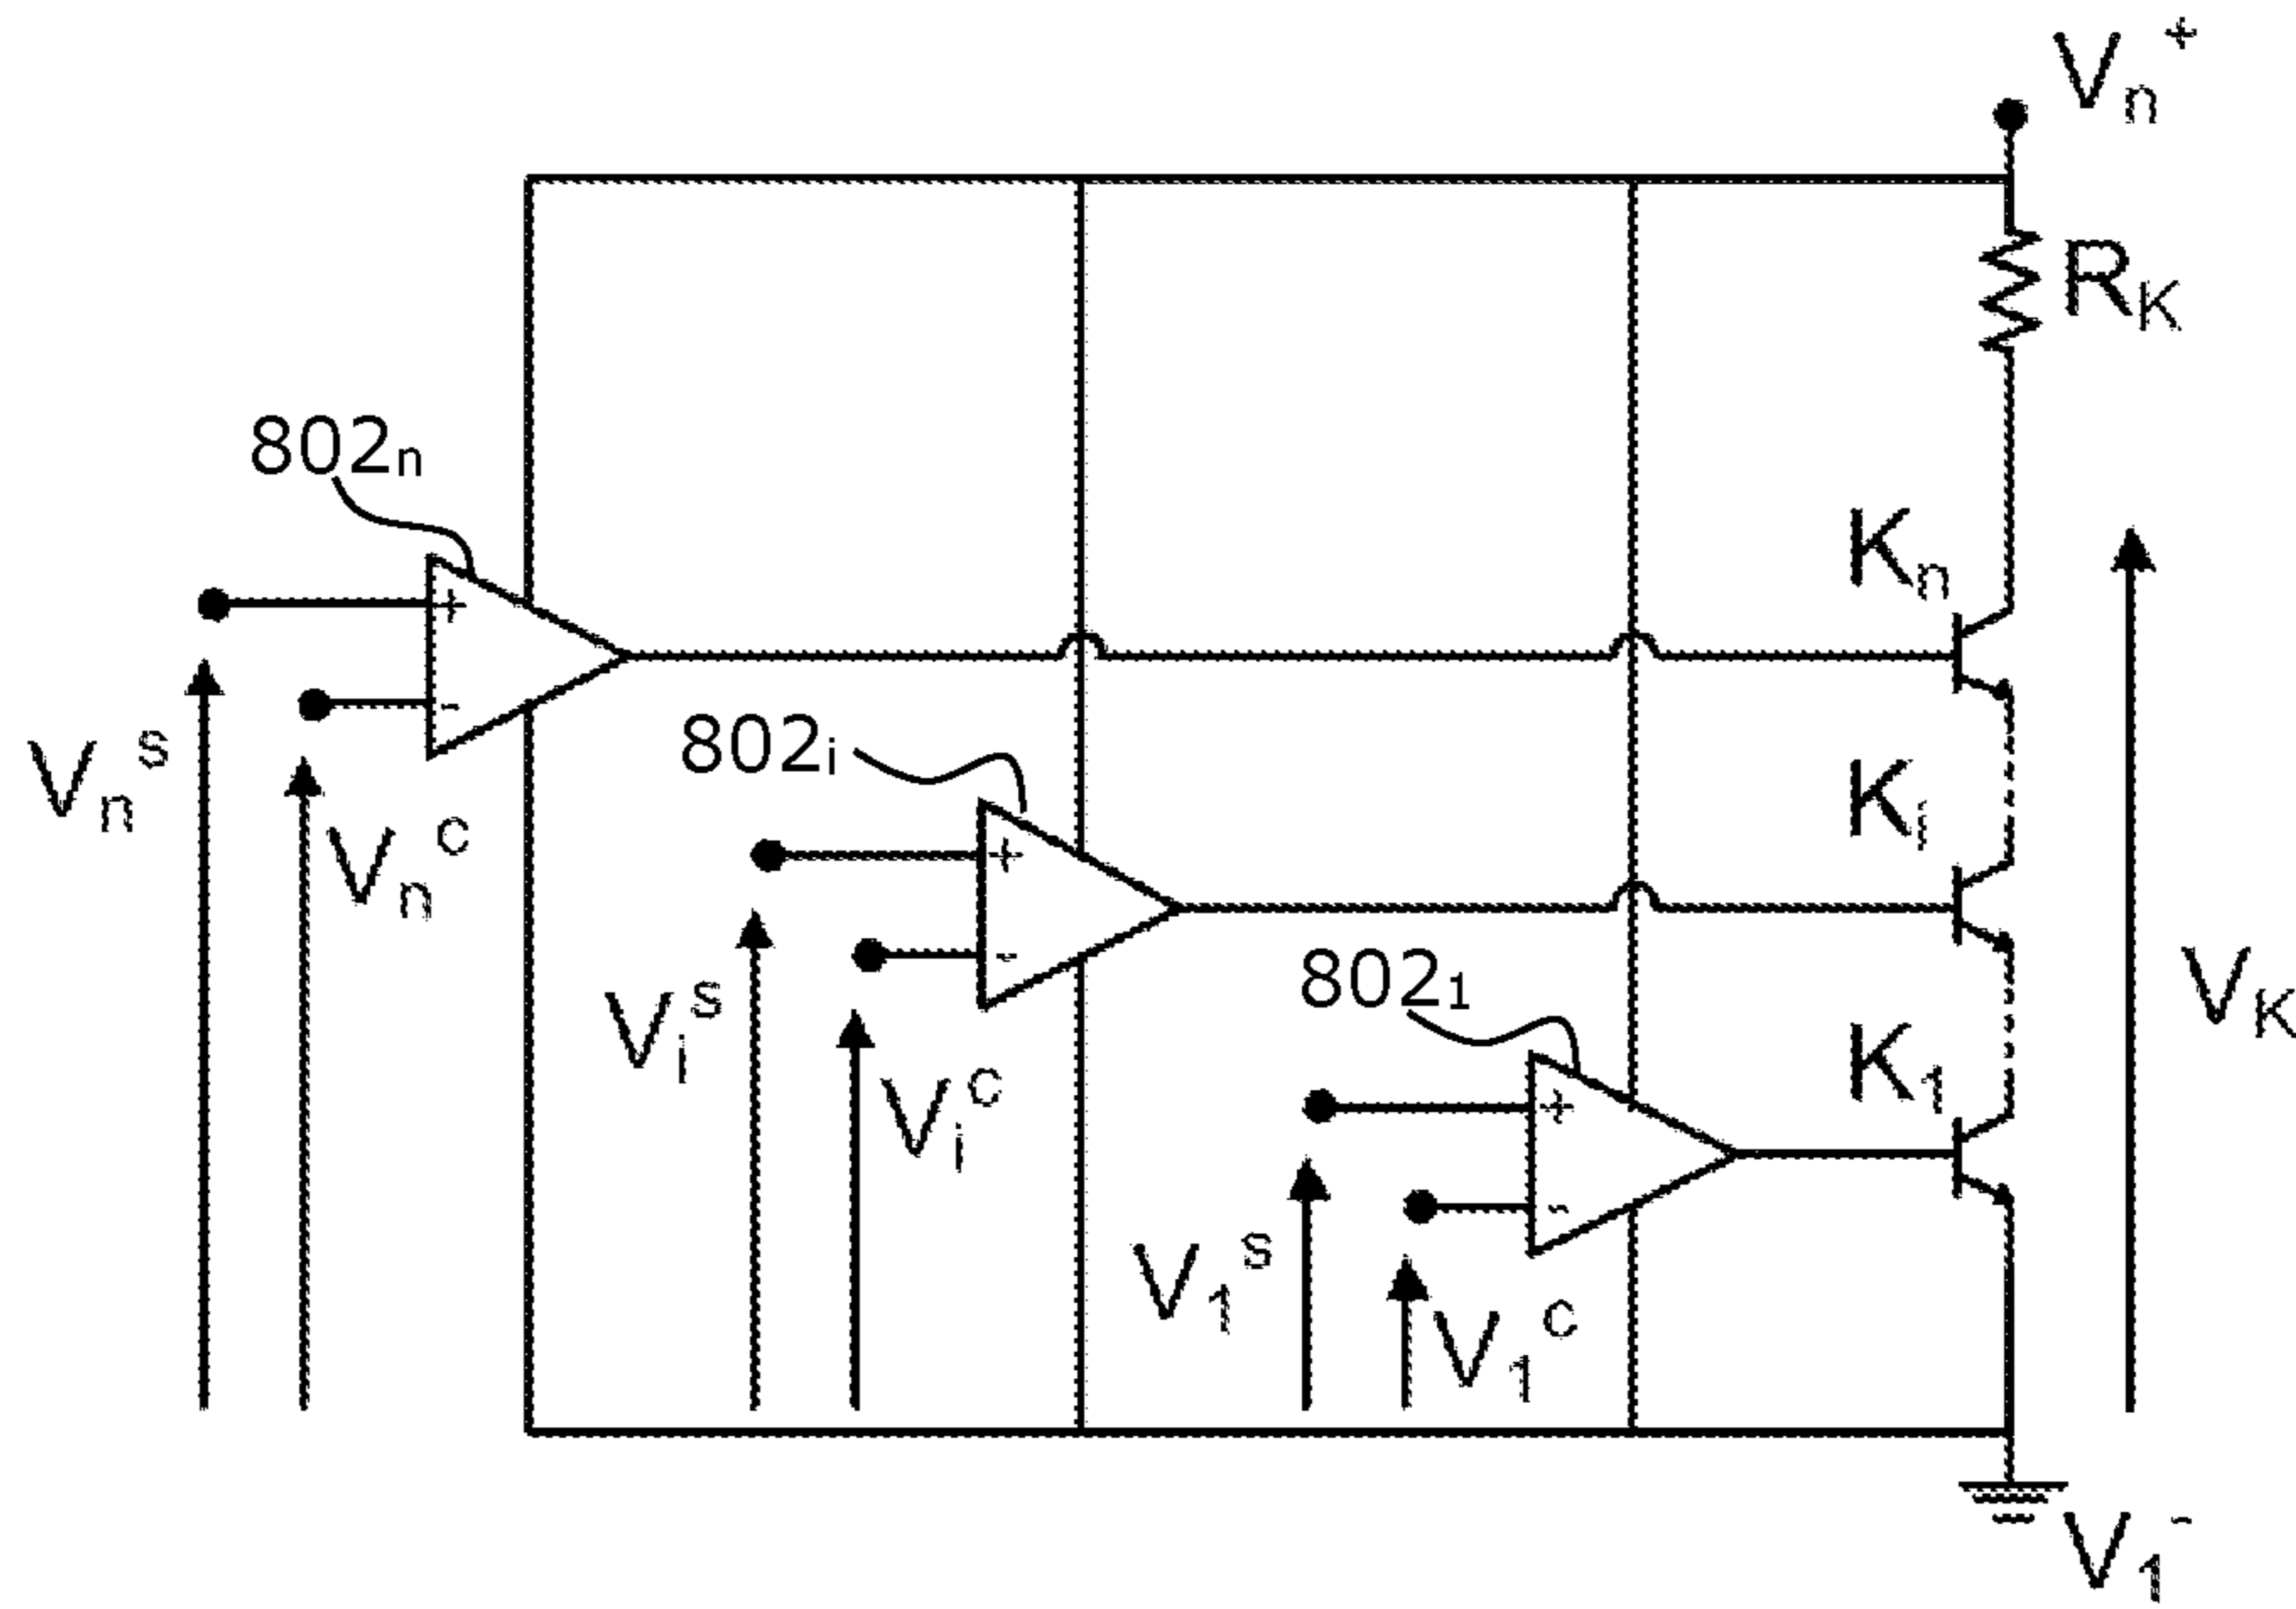 Vn+
RK
802n
+
-
Kn
Vns
Vnc
802i
+
-
Ki
Vis
Vic
8021
+
-
K1
VK
V1s
V1c
V1-